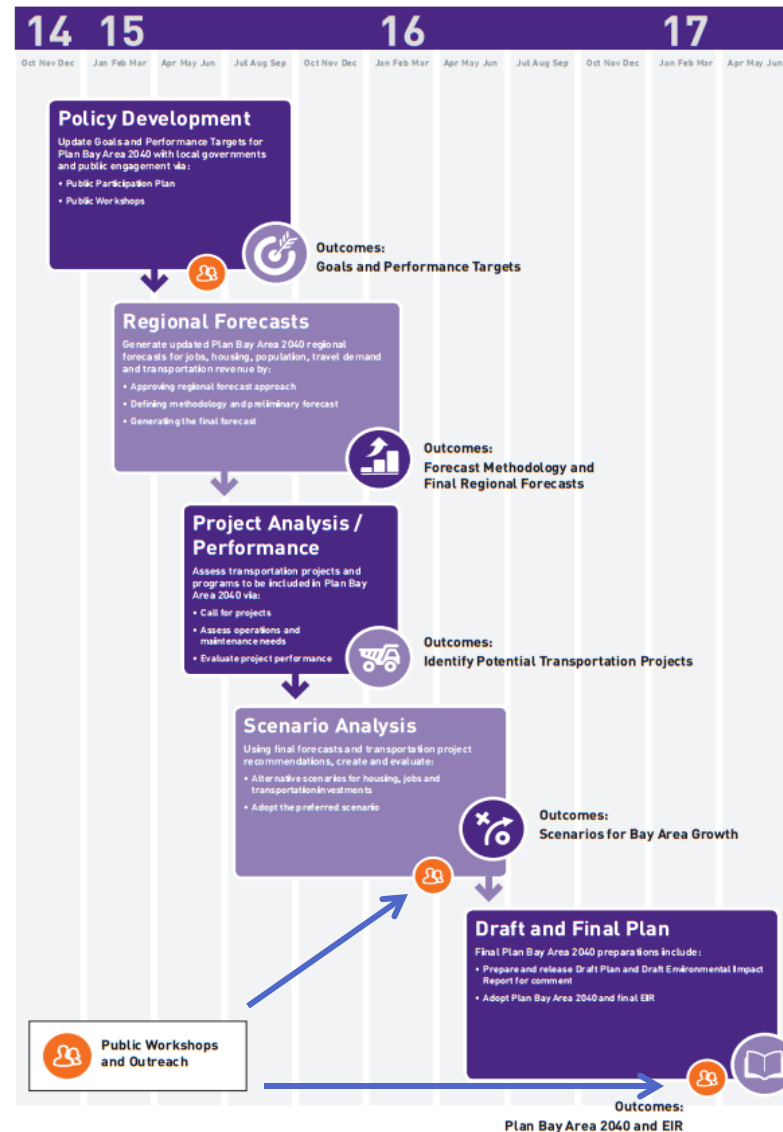 14 15 16 17
Oct Nov Dec Jan Feb Mar Apr May Jun Jul Aug Sep Oct Nov Dec Jan Feb Mar Apr May Jun Jul Aug Sep Oct Nov Dec Jan Feb Mar Apr May Jun
Policy Development
Update Goals and Performance Targets for
Plan Bay Area 2040 with local governments
and public engagement via:
• Public Participation Plan
• Public Workshops
Outcomes:
Goals and Performance Targets
Regional Forecasts
Generate updated Plan Bay Area 2040 regional
forecasts for jobs, housing, population, travel demand
and transportation revenue by:
• Approving regional forecast approach
• Defining methodology and preliminary forecast
• Generating the final forecast
Outcomes:
Forecast Methodology and
Final Regional Forecasts
Project Analysis /
Performance
Assess transportation projects and
programs to be included in Plan Bay
Area 2040 via:
• Call for projects
• Assess operations and
maintenance needs
• Evaluate project performance
Outcomes:
Identify Potential Transportation Projects
Scenario Analysis
Using final forecasts and transportation project
recommendations, create and evaluate:
• Alternative scenarios for housing, jobs and
transportation investments
• Adopt the preferred scenario
Outcomes:
Scenarios for Bay Area Growth
Draft and Final Plan
Final Plan Bay Area 2040 preparations include:
• Prepare and release Draft Plan and Draft Environmental Impact
Report for comment
• Adopt Plan Bay Area 2040 and final EIR
Public Workshops
and Outreach
Outcomes:
Plan Bay Area 2040 and EIR